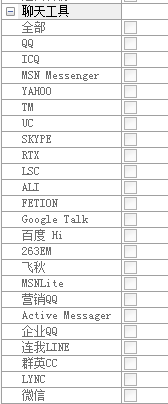 聊天工具
全部
QQ
ICQ
MSN Messenger
YAHOO
TM
UC
SKYPE
RTX
LSC
ALI
FETION
Google Talk
百度 Hi
263EM
飞秋
MSNLite
营销QQ
Active Messager
企业QQ
连我LINE
群英CC
LYNC
微信